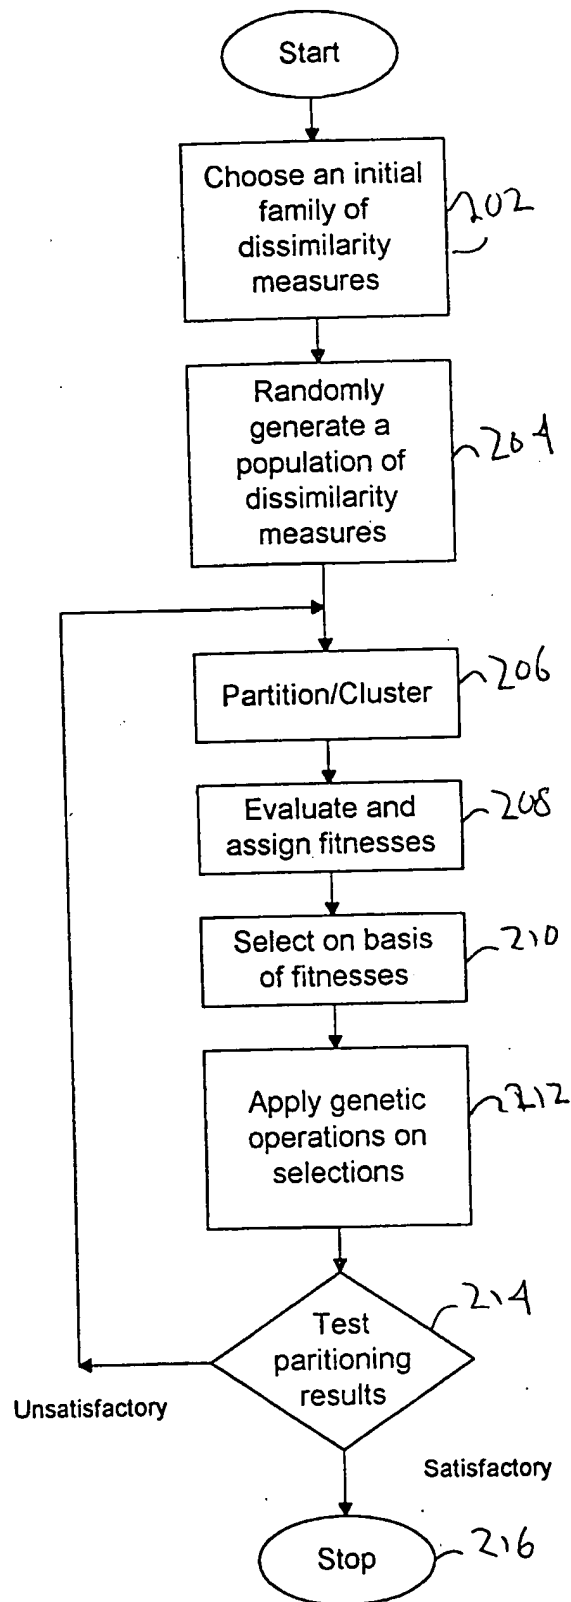 Start
Choose an initial
family of
dissimilarity
measures
202
Randomly
generate a
population of
dissimilarity
measures
204
Partition/Cluster
206
Evaluate and
assign fitnesses
208
Select on basis
of fitnesses
210
Apply genetic
operations on
selections
212
Test
paritioning
results
214
Unsatisfactory
Satisfactory
Stop
216